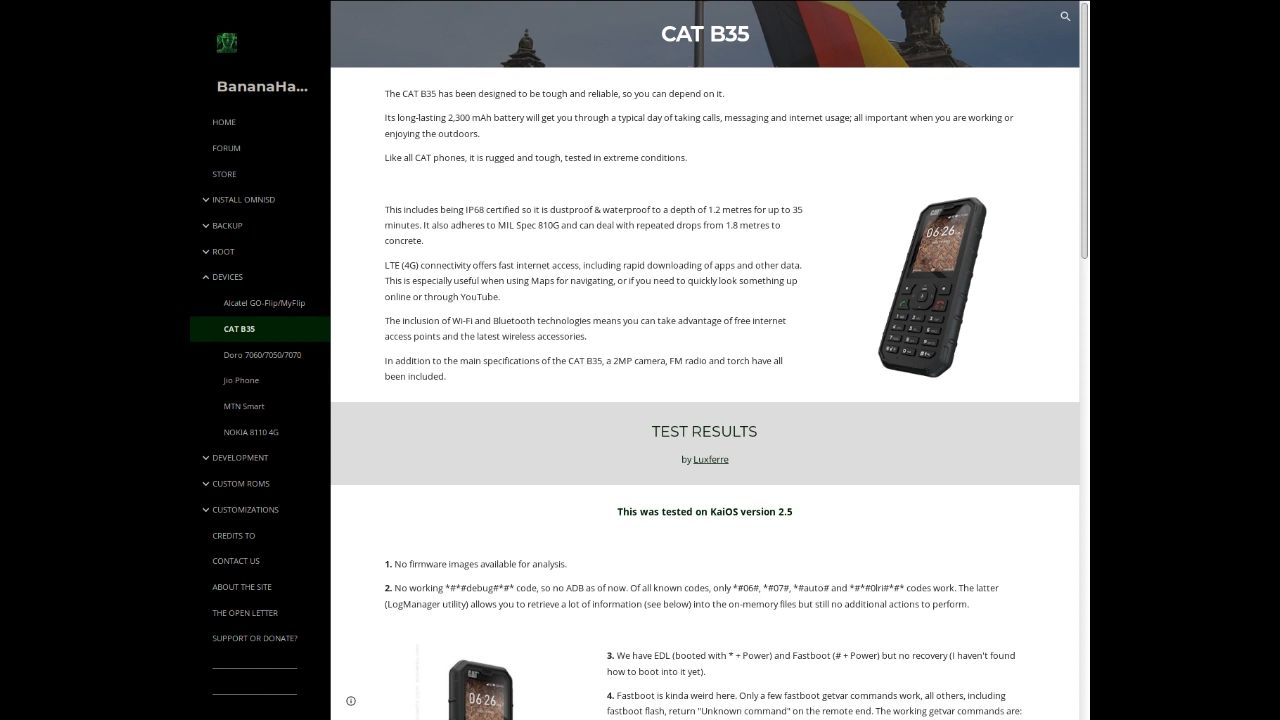 BananaHa...
HOME
FORUM
STORE
INSTALL OMNISD
BACKUP
ROOT
DEVICES
Alcatel GO-Flip/MyFlip
CAT B35
Doro 7060/7050/7070
Jio Phone
MTN Smart
NOKIA 8110 4G
DEVELOPMENT
CUSTOM ROMS
CUSTOMIZATIONS
CREDITS TO
CONTACT US
ABOUT THE SITE
THE OPEN LETTER
SUPPORT OR DONATE?
CAT B35
The CAT B35 has been designed to be tough and reliable, so you can depend on it.
Its long-lasting 2,300 mAh battery will get you through a typical day of taking calls, messaging and internet usage; all important when you are working or
enjoying the outdoors.
Like all CAT phones, it is rugged and tough, tested in extreme conditions.
This includes being IP68 certified so it is dustproof & waterproof to a depth of 1.2 metres for up to 35
minutes. It also adheres to MIL Spec 810G and can deal with repeated drops from 1.8 metres to
concrete.
LTE (4G) connectivity offers fast internet access, including rapid downloading of apps and other data.
This is especially useful when using Maps for navigating, or if you need to quickly look something up
online or through YouTube.
The inclusion of Wi-Fi and Bluetooth technologies means you can take advantage of free internet
access points and the latest wireless accessories.
In addition to the main specifications of the CAT B35, a 2MP camera, FM radio and torch have all
been included.
06:26
TEST RESULTS
by Luxferre
This was tested on KaiOS version 2.5
1. No firmware images available for analysis.
2. No working *#*#debug#*#* code, so no ADB as of now. Of all known codes, only *#06#, *#07#, *#auto# and *#*#0lri#*#* codes work. The latter
(LogManager utility) allows you to retrieve a lot of information (see below) into the on-memory files but still no additional actions to perform.
3. We have EDL (booted with * + Power) and Fastboot (# + Power) but no recovery (I haven't found
how to boot into it yet).
4. Fastboot is kinda weird here. Only a few fastboot getvar commands work, all others, including
fastboot flash, return "Unknown command" on the remote end. The working getvar commands are:
CAT
06:26